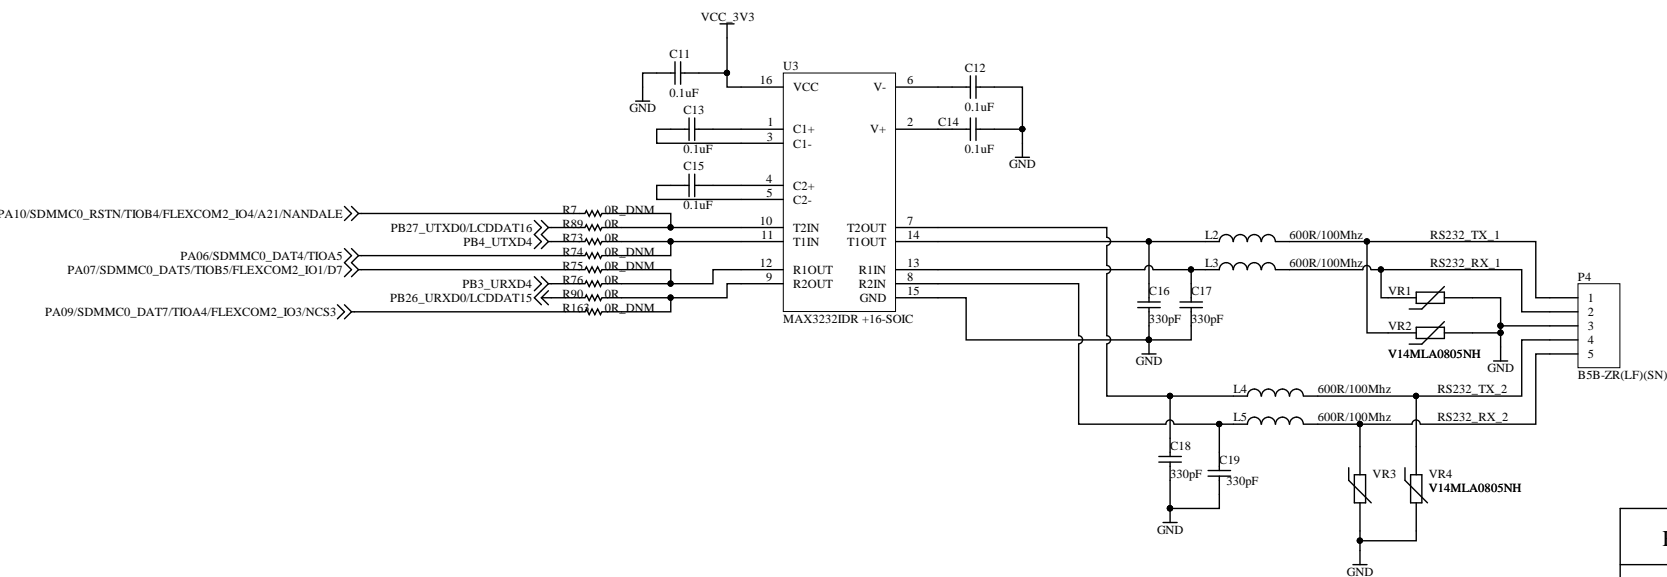 VCC_3V3
C11
0.1uF
GND
U3
16 VCC V- 6
C12
0.1uF
C13
0.1uF
1 C1+ V+ 2
3 C1-
C14
0.1uF
GND
C15
0.1uF
4 C2+
5 C2-
PA10/SDMMC0_RSTN/TIOB4/FLEXCOM2_IO4/A21/NANDALE R7 0R_DNM
PB27_UTXD0/LCDDAT16 R89 0R 10 T2IN T2OUT 7
PB4_UTXD4 R73 0R 11 T1IN T1OUT 14 L2 600R/100Mhz RS232_TX_1
PA06/SDMMC0_DAT4/TIOA5 R74 0R_DNM
PA07/SDMMC0_DAT5/TIOB5/FLEXCOM2_IO1/D7 R75 0R_DNM 12 R1OUT R1IN 13 L3 600R/100Mhz RS232_RX_1
PB3_URXD4 R76 0R 9 R2OUT R2IN 8
PB26_URXD0/LCDDAT15 R90 0R GND 15
PA09/SDMMC0_DAT7/TIOA4/FLEXCOM2_IO3/NCS3 R163 0R_DNM
MAX3232IDR +16-SOIC
C16 C17
330pF 330pF
GND
VR1
VR2
V14MLA0805NH
GND
P4
1
2
3
4
5
B5B-ZR(LF)(SN)
L4 600R/100Mhz RS232_TX_2
L5 600R/100Mhz RS232_RX_2
C18 C19
330pF 330pF
GND
VR3 VR4
V14MLA0805NH
GND